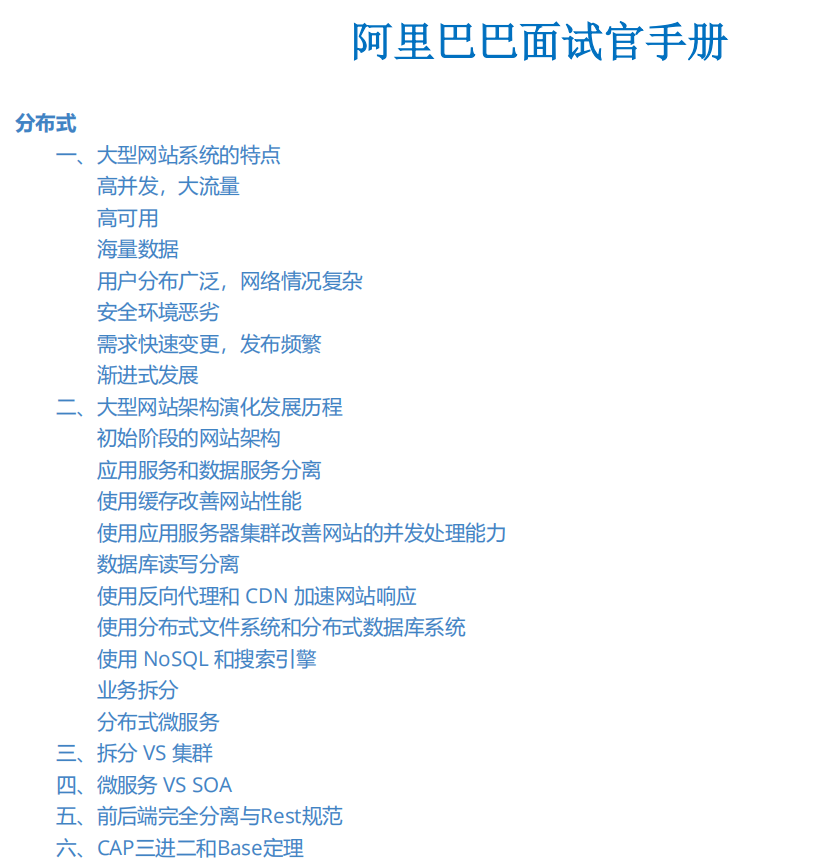 阿里巴巴面试官手册
分布式
一、大型网站系统的特点
高并发，大流量
高可用
海量数据
用户分布广泛，网络情况复杂
安全环境恶劣
需求快速变更，发布频繁
渐进式发展
二、大型网站架构演化发展历程
初始阶段的网站架构
应用服务和数据服务分离
使用缓存改善网站性能
使用应用服务器集群改善网站的并发处理能力
数据库读写分离
使用反向代理和 CDN 加速网站响应
使用分布式文件系统和分布式数据库系统
使用 NoSQL 和搜索引擎
业务拆分
分布式微服务
三、拆分 VS 集群
四、微服务 VS SOA
五、前后端完全分离与Rest规范
六、CAP三进二和Base定理